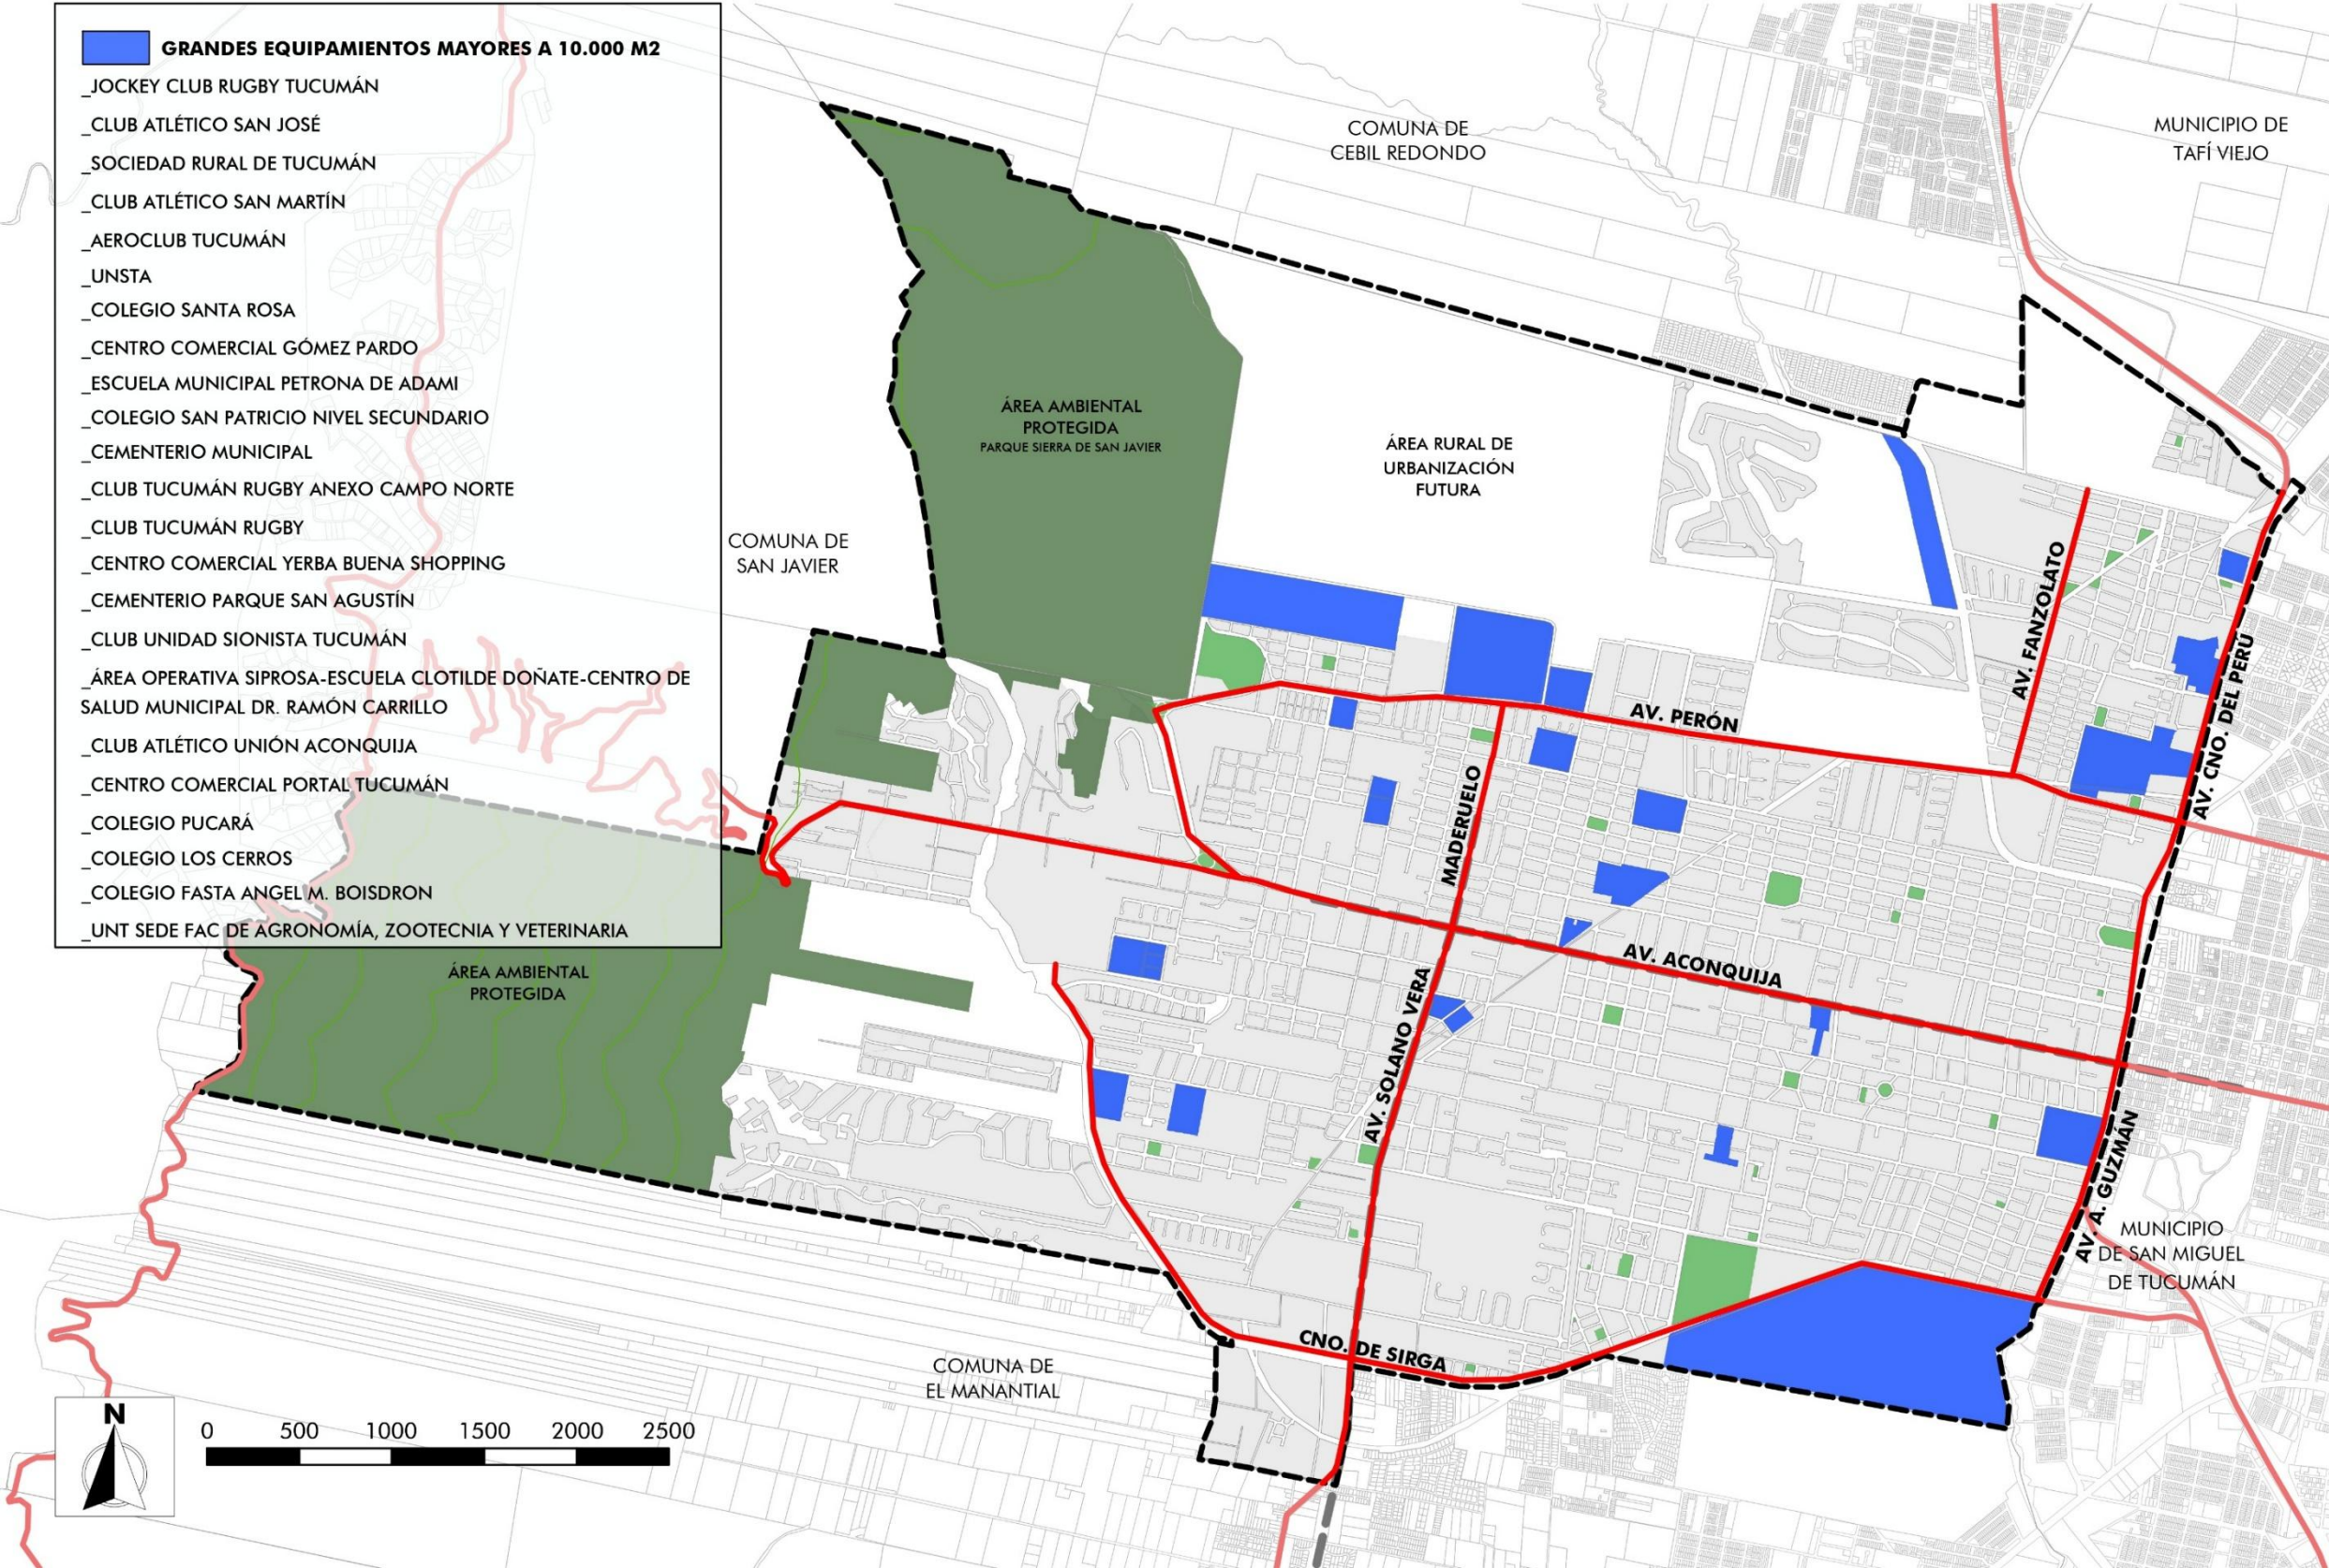 GRANDES EQUIPAMIENTOS MAYORES A 10.000 M2
_JOCKEY CLUB RUGBY TUCUMÁN
_CLUB ATLÉTICO SAN JOSÉ
_SOCIEDAD RURAL DE TUCUMÁN
_CLUB ATLÉTICO SAN MARTÍN
_AEROCLUB TUCUMÁN
_UNSTA
_COLEGIO SANTA ROSA
_CENTRO COMERCIAL GÓMEZ PARDO
_ESCUELA MUNICIPAL PETRONA DE ADAMI
_COLEGIO SAN PATRICIO NIVEL SECUNDARIO
_CEMENTERIO MUNICIPAL
_CLUB TUCUMÁN RUGBY ANEXO CAMPO NORTE
_CLUB TUCUMÁN RUGBY
_CENTRO COMERCIAL YERBA BUENA SHOPPING
_CEMENTERIO PARQUE SAN AGUSTÍN
_CLUB UNIDAD SIONISTA TUCUMÁN
_ÁREA OPERATIVA SIPROSA-ESCUELA CLOTILDE DOÑATE-CENTRO DE
SALUD MUNICIPAL DR. RAMÓN CARRILLO
_CLUB ATLÉTICO UNIÓN ACONQUIJA
_CENTRO COMERCIAL PORTAL TUCUMÁN
_COLEGIO PUCARÁ
_COLEGIO LOS CERROS
_COLEGIO FASTA ANGEL M. BOISDRON
_UNT SEDE FAC DE AGRONOMÍA, ZOOTECNIA Y VETERINARIA
COMUNA DE
CEBIL REDONDO
MUNICIPIO DE
TAFÍ VIEJO
ÁREA AMBIENTAL
PROTEGIDA
PARQUE SIERRA DE SAN JAVIER
ÁREA RURAL DE
URBANIZACIÓN
FUTURA
COMUNA DE
SAN JAVIER
AV. FANZOLATO
AV. CNO. DEL PERÚ
AV. PERÓN
MADERUELO
AV. ACONQUIJA
AV. SOLANO VERA
ÁREA AMBIENTAL
PROTEGIDA
AV. A. GUZMÁN
MUNICIPIO
DE SAN MIGUEL
DE TUCUMÁN
CNO. DE SIRGA
COMUNA DE
EL MANANTIAL
N
0 500 1000 1500 2000 2500